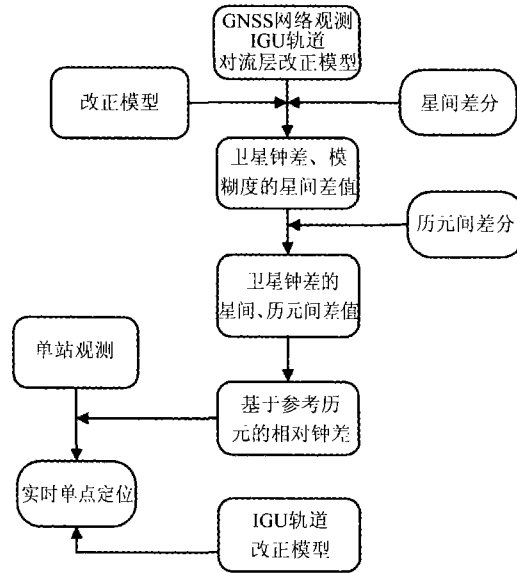 GNSS网络观测
IGU轨道
对流层改正模型
改正模型
星间差分
卫星钟差、模
糊度的星间差值
历元间差分
卫星钟差的
星间、历元间差值
单站观测
基于参考历
元的相对钟差
实时单点定位
IGU轨道
改正模型